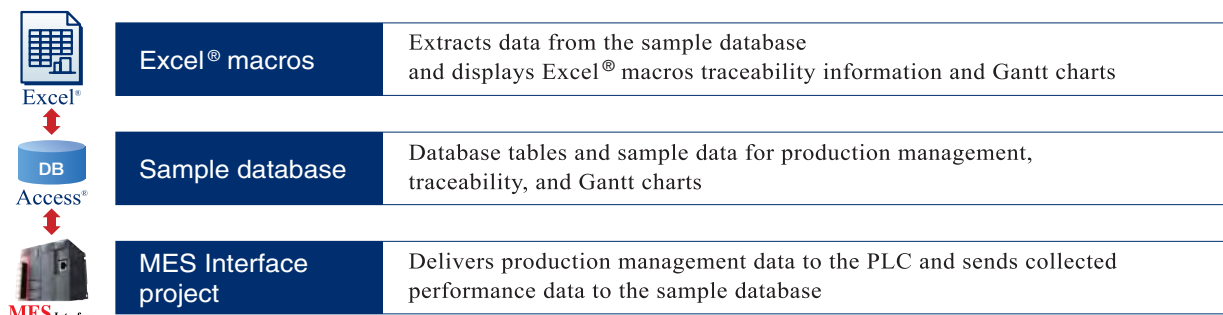 Excel® macros
Extracts data from the sample database
and displays Excel® macros traceability information and Gantt charts
Excel®
DB
Access®
Sample database
Database tables and sample data for production management,
traceability, and Gantt charts
MES Interface
project
Delivers production management data to the PLC and sends collected
performance data to the sample database
MES